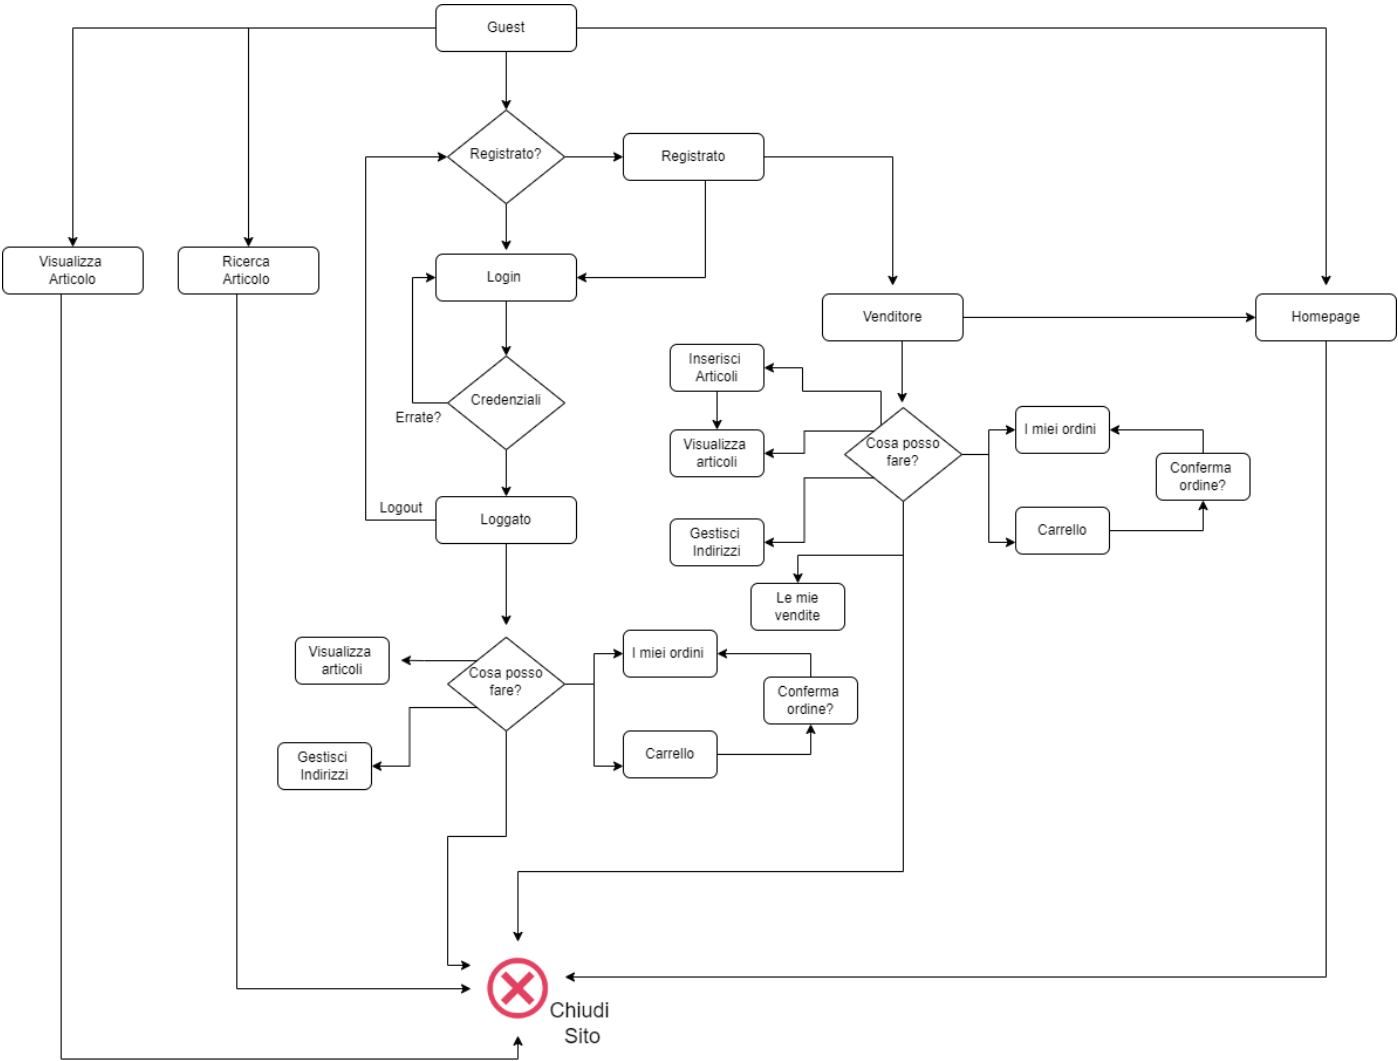 Guest
Registrato?
Registrato
Visualizza
Articolo
Ricerca
Articolo
Login
Venditore
Homepage
Inserisci
Articoli
Credenziali
Errate?
Visualizza
articoli
Cosa posso
fare?
I miei ordini
Conferma
ordine?
Logout
Loggato
Gestisci
Indirizzi
Carrello
Le mie
vendite
Visualizza
articoli
Cosa posso
fare?
I miei ordini
Conferma
ordine?
Gestisci
Indirizzi
Carrello
Chiudi
Sito